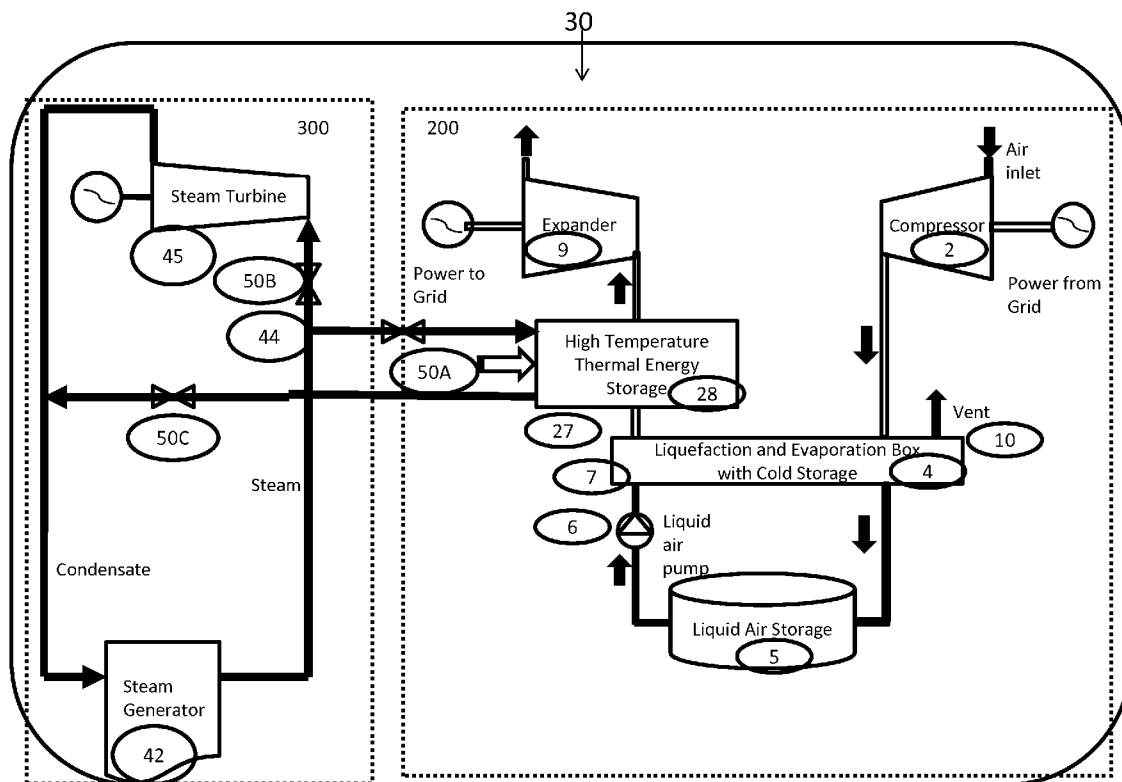 30
300
200
Steam Turbine
45
50B
44
50C
Steam
Condensate
Steam
Generator
42
Expander
9
Power to
Grid
50A
Air
inlet
Compressor
2
Power from
Grid
High Temperature
Thermal Energy
Storage
28
27
Vent
10
Liquefaction and Evaporation Box
with Cold Storage
4
7
6
Liquid
air
pump
Liquid Air Storage
5